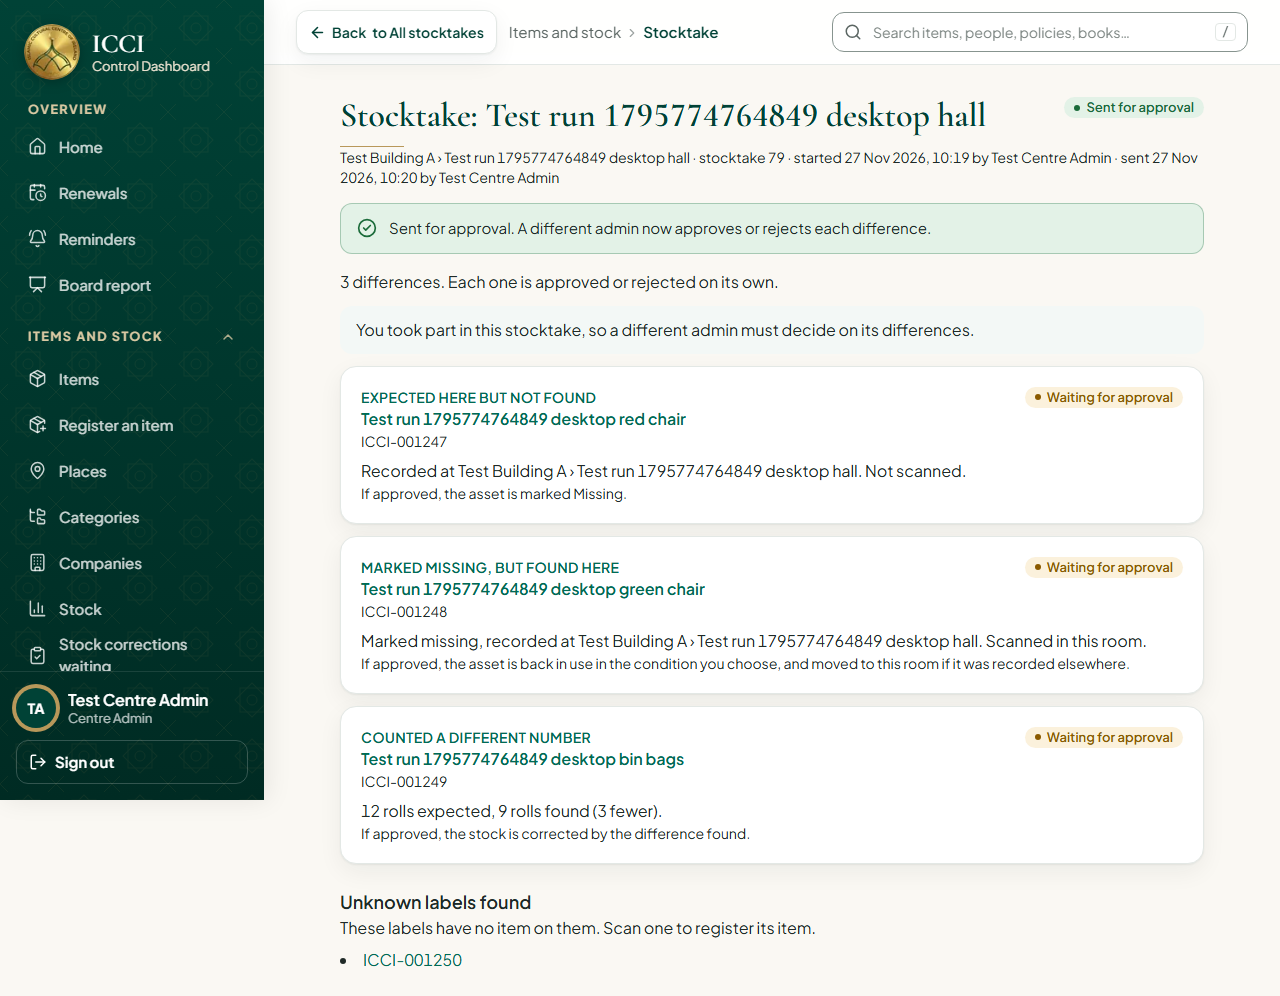 ICCI
Control Dashboard
OVERVIEW
Home
Renewals
Reminders
Board report
ITEMS AND STOCK
Items
Register an item
Places
Categories
Companies
Stock
Stock corrections
waiting
TA
Test Centre Admin
Centre Admin
Sign out
Back to All stocktakes
Items and stock › Stocktake
Search items, people, policies, books…
/
Stocktake: Test run 1795774764849 desktop hall
Sent for approval
Test Building A › Test run 1795774764849 desktop hall · stocktake 79 · started 27 Nov 2026, 10:19 by Test Centre Admin · sent 27 Nov
2026, 10:20 by Test Centre Admin
Sent for approval. A different admin now approves or rejects each difference.
3 differences. Each one is approved or rejected on its own.
You took part in this stocktake, so a different admin must decide on its differences.
EXPECTED HERE BUT NOT FOUND
Waiting for approval
Test run 1795774764849 desktop red chair
ICCI-001247
Recorded at Test Building A › Test run 1795774764849 desktop hall. Not scanned.
If approved, the asset is marked Missing.
MARKED MISSING, BUT FOUND HERE
Waiting for approval
Test run 1795774764849 desktop green chair
ICCI-001248
Marked missing, recorded at Test Building A › Test run 1795774764849 desktop hall. Scanned in this room.
If approved, the asset is back in use in the condition you choose, and moved to this room if it was recorded elsewhere.
COUNTED A DIFFERENT NUMBER
Waiting for approval
Test run 1795774764849 desktop bin bags
ICCI-001249
12 rolls expected, 9 rolls found (3 fewer).
If approved, the stock is corrected by the difference found.
Unknown labels found
These labels have no item on them. Scan one to register its item.
• ICCI-001250